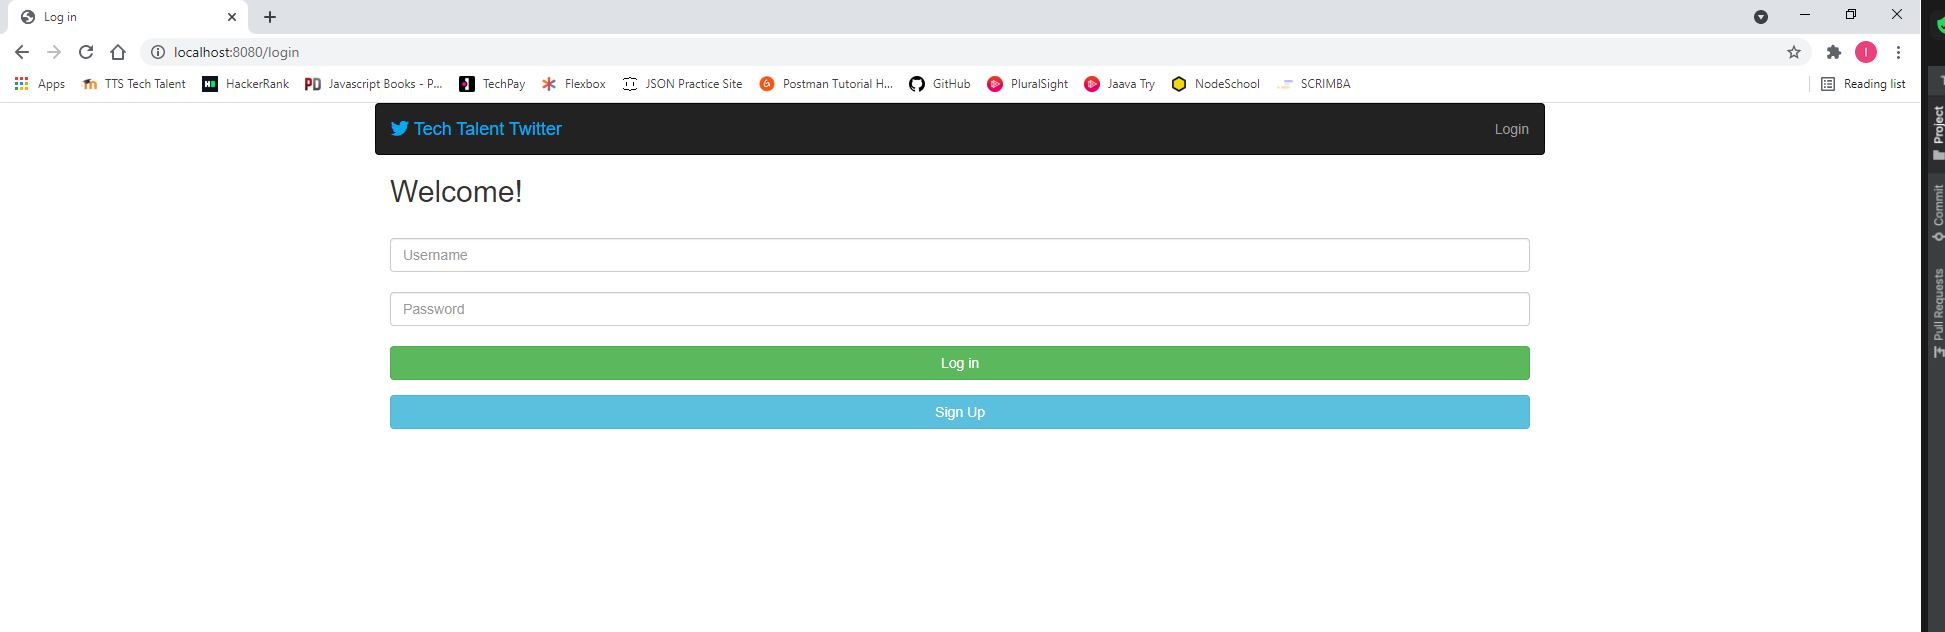 Log in
localhost:8080/login
Apps TTS Tech Talent HackerRank Javascript Books - P... TechPay Flexbox JSON Practice Site Postman Tutorial H... GitHub PluralSight Jaava Try NodeSchool SCRIMBA Reading list
Tech Talent Twitter Login
Welcome!
Username
Password
Log in
Sign Up
Project
Commit
Pull Requests